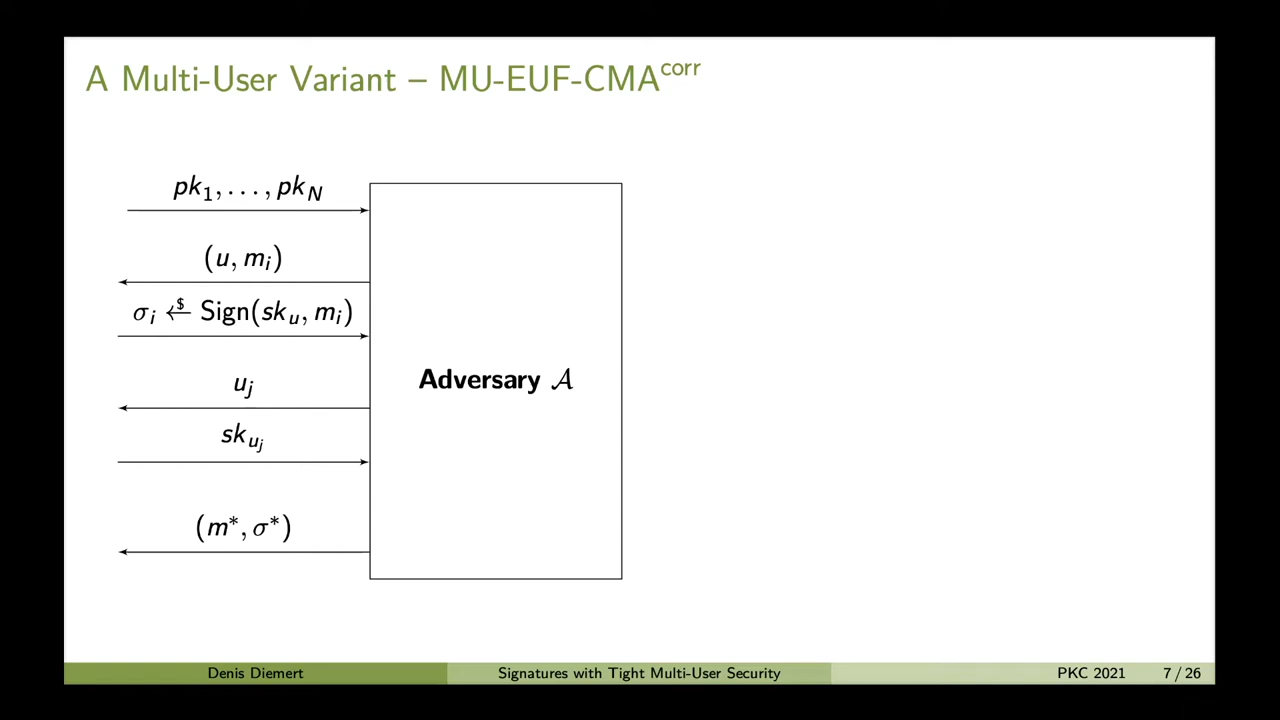 A Multi-User Variant – MU-EUF-CMA^corr
pk_1, . . . , pk_N
(u, m_i)
σ_i ←$ Sign(sk_u, m_i)
u_j
sk_{u_j}
Adversary 𝒜
(m*, σ*)
Denis Diemert Signatures with Tight Multi-User Security PKC 2021 7 / 26